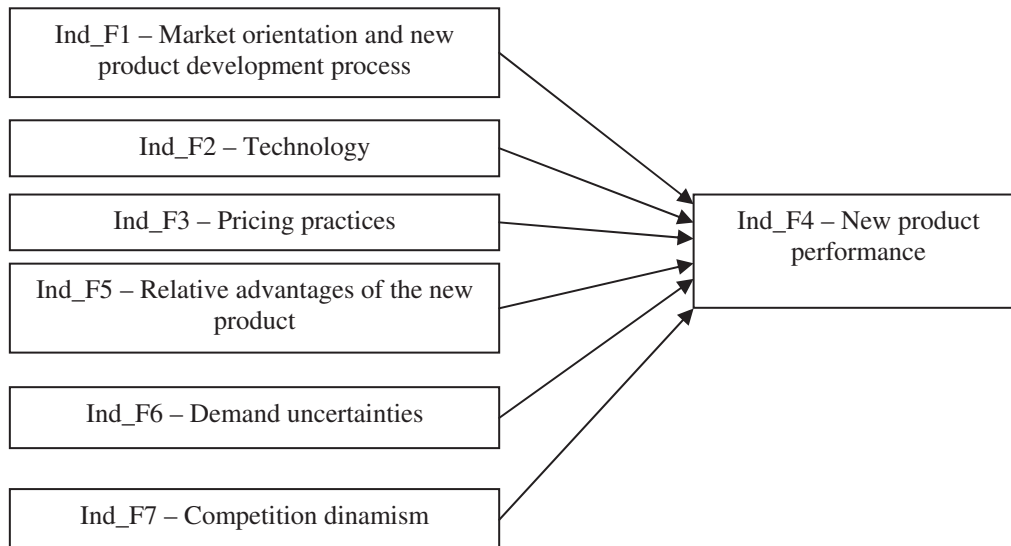 Ind_F1 – Market orientation and new
product development process
Ind_F2 – Technology
Ind_F3 – Pricing practices
Ind_F5 – Relative advantages of the new
product
Ind_F6 – Demand uncertainties
Ind_F7 – Competition dinamism
Ind_F4 – New product
performance